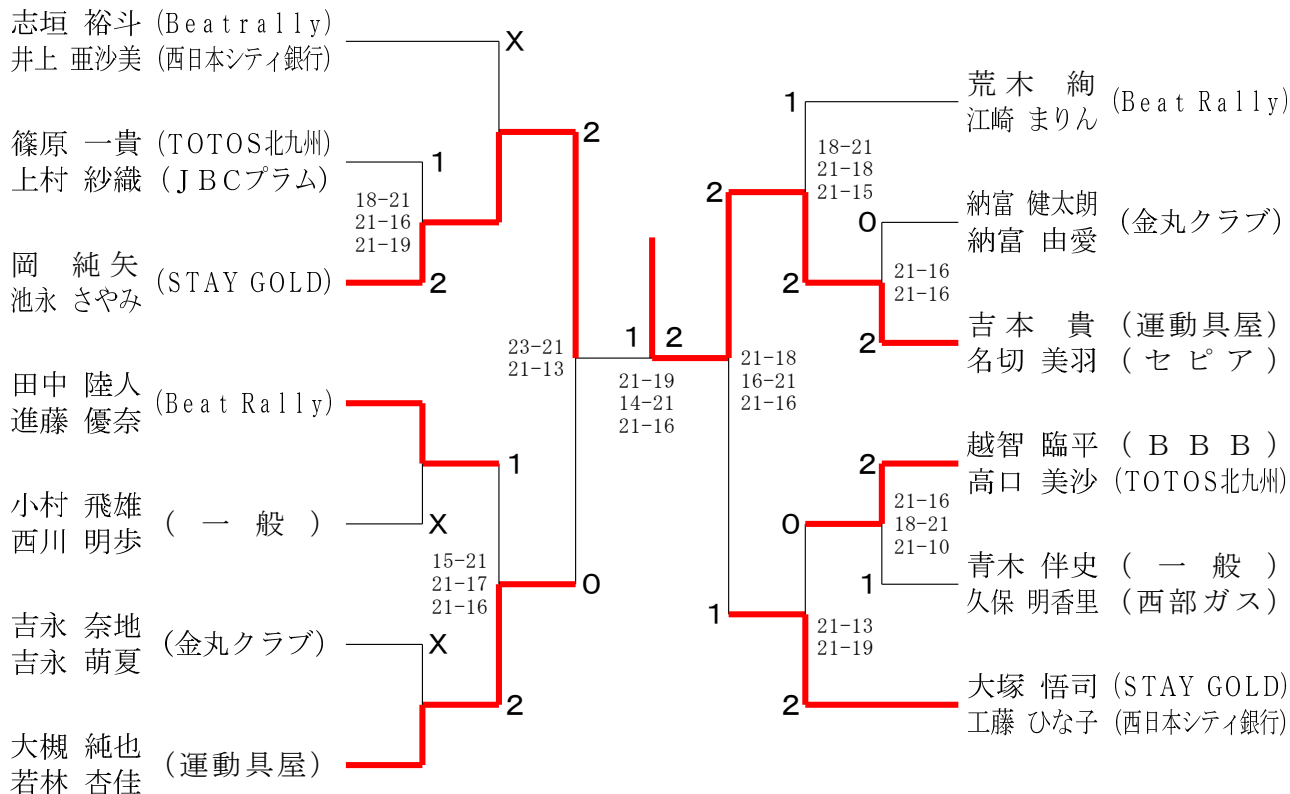 志垣 裕斗 (Beatrally)
井上 亜沙美 (西日本シティ銀行)
X
篠原 一貴 (TOTOS北九州)
上村 紗織 (ＪＢＣプラム)
1
18-21
21-16
21-19
2
岡 純矢
池永 さやみ
(STAY GOLD)
2
23-21
21-13
田中 陸人
進藤 優奈
(Beat Rally)
1
小村 飛雄
西川 明歩
( 一 般 )
X
15-21
21-17
21-16
0
吉永 奈地
吉永 萌夏
(金丸クラブ)
X
2
大槻 純也
若林 杏佳
(運動具屋)
1 2
21-19
14-21
21-16
荒木 絢
江崎 まりん
(Beat Rally)
1
18-21
21-18
21-15
2
納富 健太朗
納富 由愛
(金丸クラブ)
0
21-16
21-16
2
吉本 貴 (運動具屋)
名切 美羽 (セピア)
2
21-18
16-21
21-16
越智 臨平 (ＢＢＢ)
高口 美沙 (TOTOS北九州)
2
21-16
18-21
21-10
0
青木 伴史 ( 一 般 )
久保 明香里 (西部ガス)
1
1
21-13
21-19
大塚 悟司 (STAY GOLD)
工藤 ひな子 (西日本シティ銀行)
2